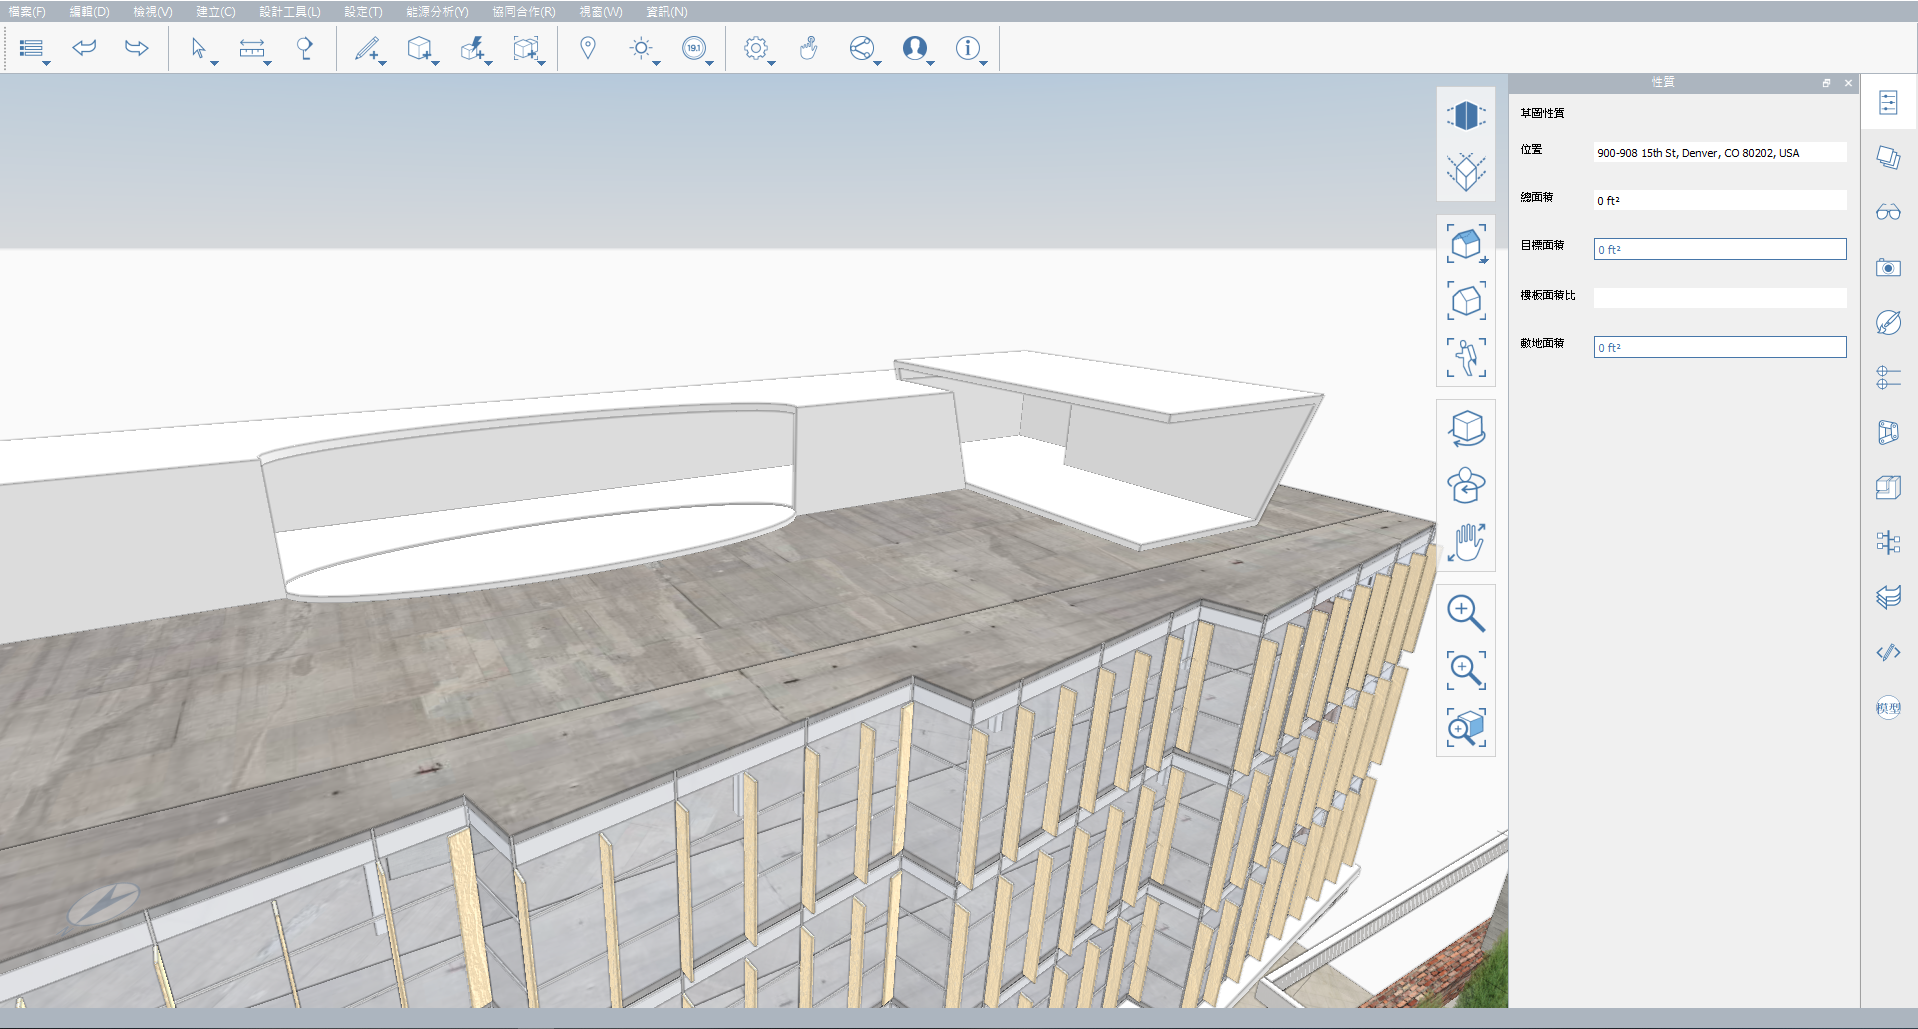 檔案(F) 編輯(D) 檢視(V) 建立(C) 設計工具(L) 設定(T) 能源分析(Y) 協同合作(R) 視窗(W) 資訊(N)
19.1
性質
草圖性質
位置 900-908 15th St, Denver, CO 80202, USA
總面積 0 ft²
目標面積 0 ft²
樓板面積比
敷地面積 0 ft²
模型